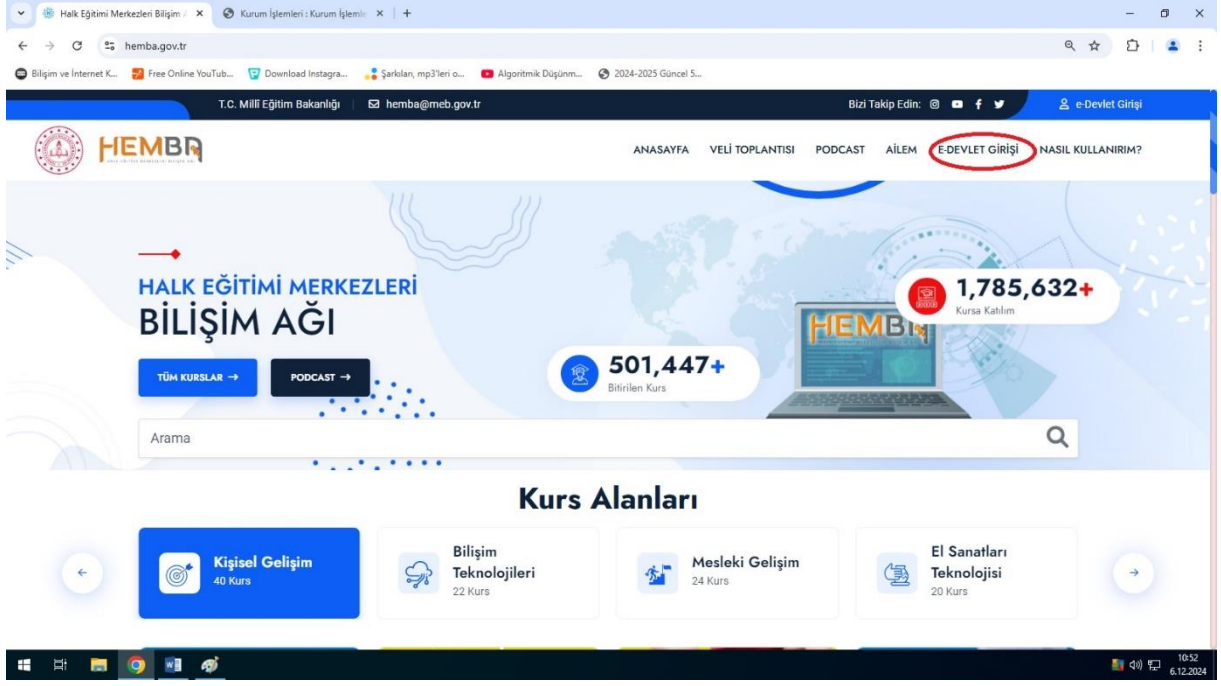 Halk Eğitimi Merkezleri Bilişim A
Kurum İşlemleri : Kurum İşlemle
hemba.gov.tr
Bilişim ve İnternet K...
Free Online YouTub...
Download Instagra...
Şarkıları, mp3'leri o...
Algoritmik Düşünm...
2024-2025 Güncel 5...
T.C. Millî Eğitim Bakanlığı
hemba@meb.gov.tr
Bizi Takip Edin:
e-Devlet Girişi
HEMBA
ANASAYFA
VELİ TOPLANTISI
PODCAST
AİLEM
E-DEVLET GİRİŞİ
NASIL KULLANIRIM?
HALK EĞİTİMİ MERKEZLERİ
BİLİŞİM AĞI
TÜM KURSLAR →
PODCAST →
HEMBA
1,785,632+
Kursa Katılım
501,447+
Bitirilen Kurs
Arama
Kurs Alanları
Kişisel Gelişim
40 Kurs
Bilişim
Teknolojileri
22 Kurs
Mesleki Gelişim
24 Kurs
El Sanatları
Teknolojisi
20 Kurs
10:52
6.12.2024